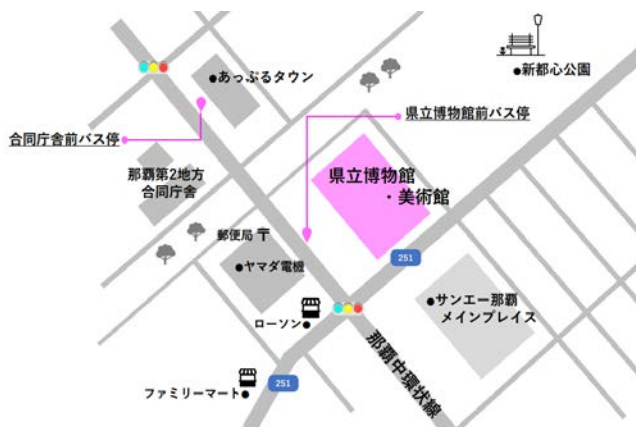 ●あっぷるタウン
●新都心公園
県立博物館前バス停
合同庁舎前バス停
那覇第2地方
合同庁舎
県立博物館
・美術館
郵便局〒
●ヤマダ電機
251
●サンエー那覇
メインプレイス
ローソン●
那覇中環状線
251
ファミリーマート●